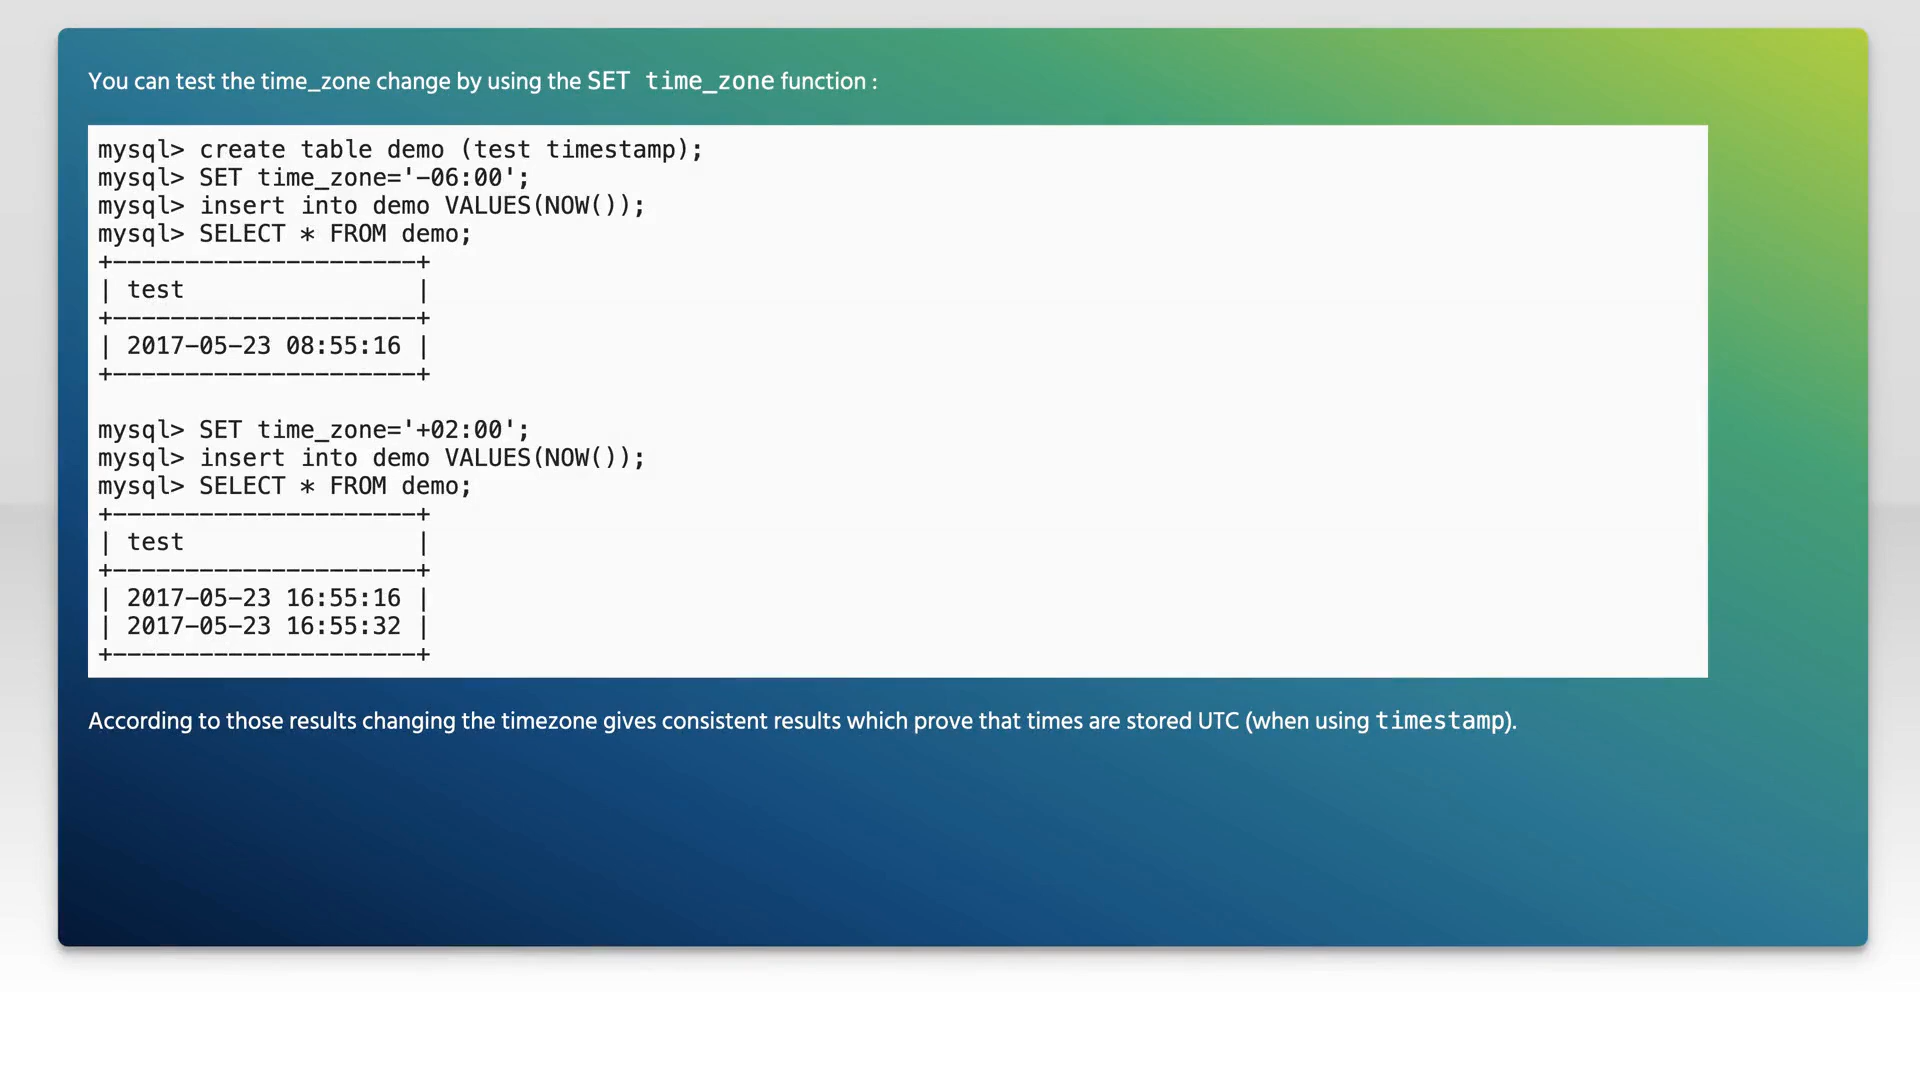 You can test the time_zone change by using the SET time_zone function :
mysql> create table demo (test timestamp);
mysql> SET time_zone='-06:00';
mysql> insert into demo VALUES(NOW());
mysql> SELECT * FROM demo;
+---------------------+
| test                |
+---------------------+
| 2017-05-23 08:55:16 |
+---------------------+
mysql> SET time_zone='+02:00';
mysql> insert into demo VALUES(NOW());
mysql> SELECT * FROM demo;
+---------------------+
| test                |
+---------------------+
| 2017-05-23 16:55:16 |
| 2017-05-23 16:55:32 |
+---------------------+
According to those results changing the timezone gives consistent results which prove that times are stored UTC (when using timestamp).